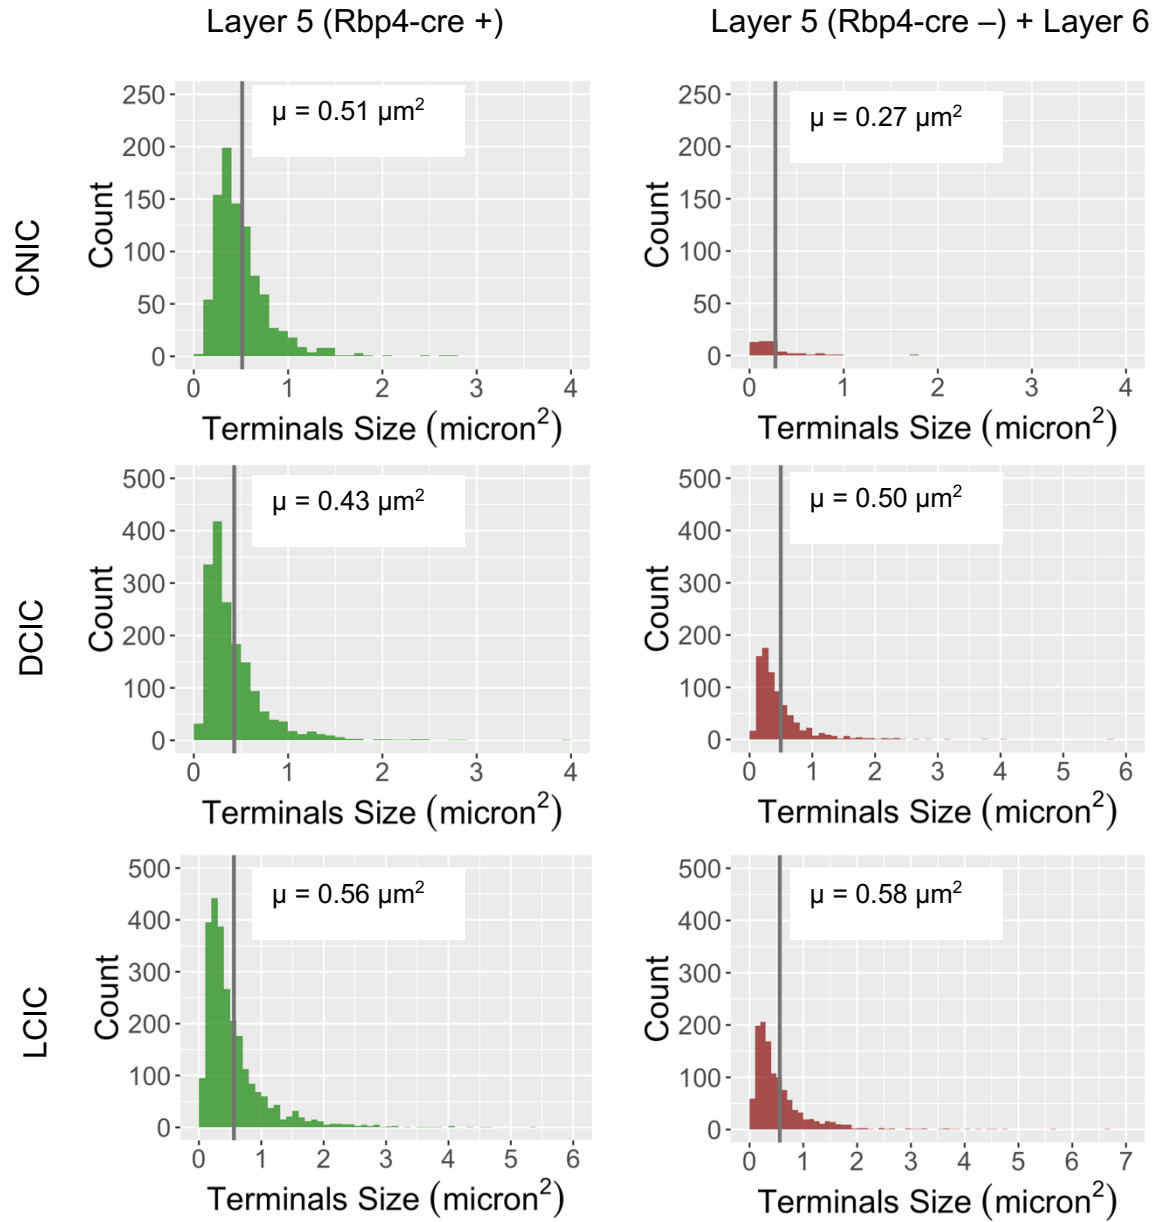 Layer 5 (Rbp4-cre +)
Layer 5 (Rbp4-cre –) + Layer 6
CNIC
Count
250
200
150
100
50
0
μ = 0.51 μm²
0 1 2 3 4
Terminals Size (micron²)
Count
250
200
150
100
50
0
μ = 0.27 μm²
0 1 2 3 4
Terminals Size (micron²)
DCIC
Count
500
400
300
200
100
0
μ = 0.43 μm²
0 1 2 3 4
Terminals Size (micron²)
Count
500
400
300
200
100
0
μ = 0.50 μm²
0 1 2 3 4 5 6
Terminals Size (micron²)
LCIC
Count
500
400
300
200
100
0
μ = 0.56 μm²
0 1 2 3 4 5 6
Terminals Size (micron²)
Count
500
400
300
200
100
0
μ = 0.58 μm²
0 1 2 3 4 5 6 7
Terminals Size (micron²)